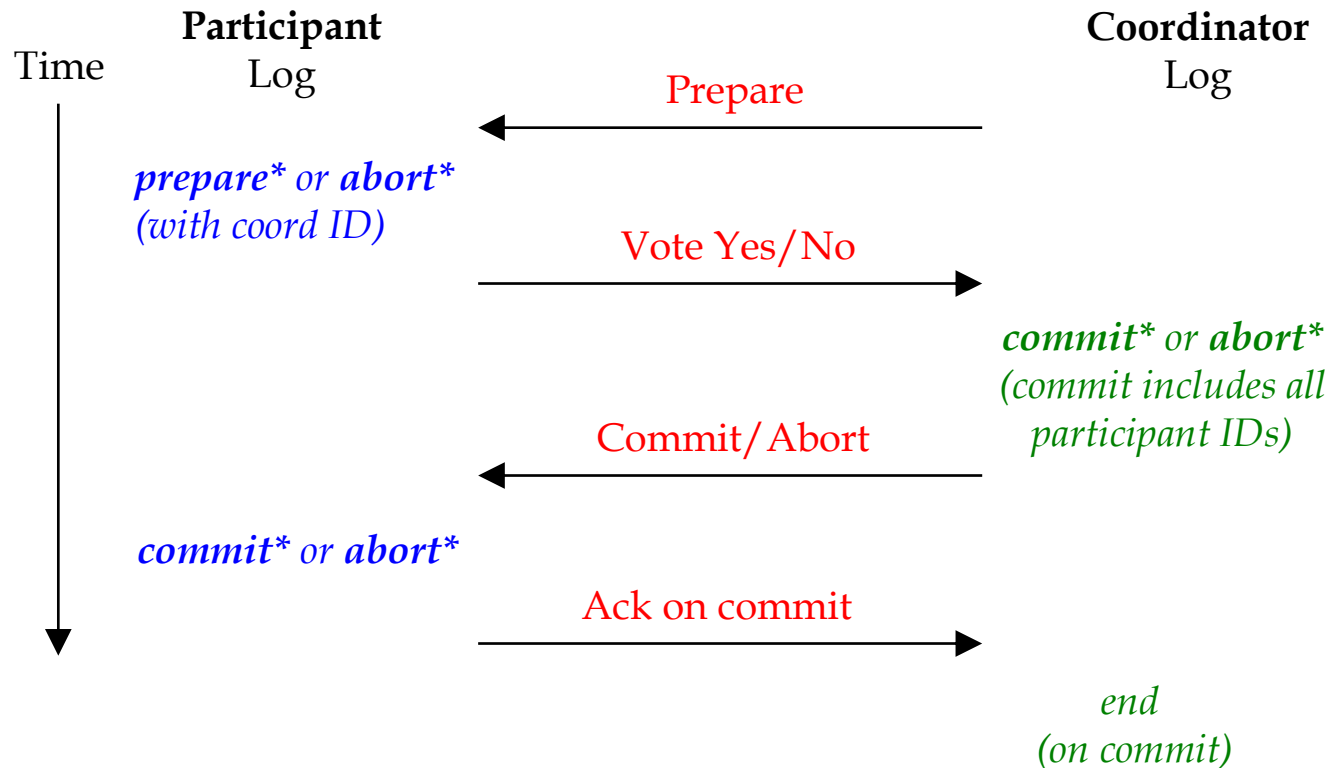 Participant
Coordinator
Time
Log
Log
Prepare
prepare* or abort*
(with coord ID)
Vote Yes/No
commit* or abort*
(commit includes all
participant IDs)
Commit/Abort
commit* or abort*
Ack on commit
end
(on commit)